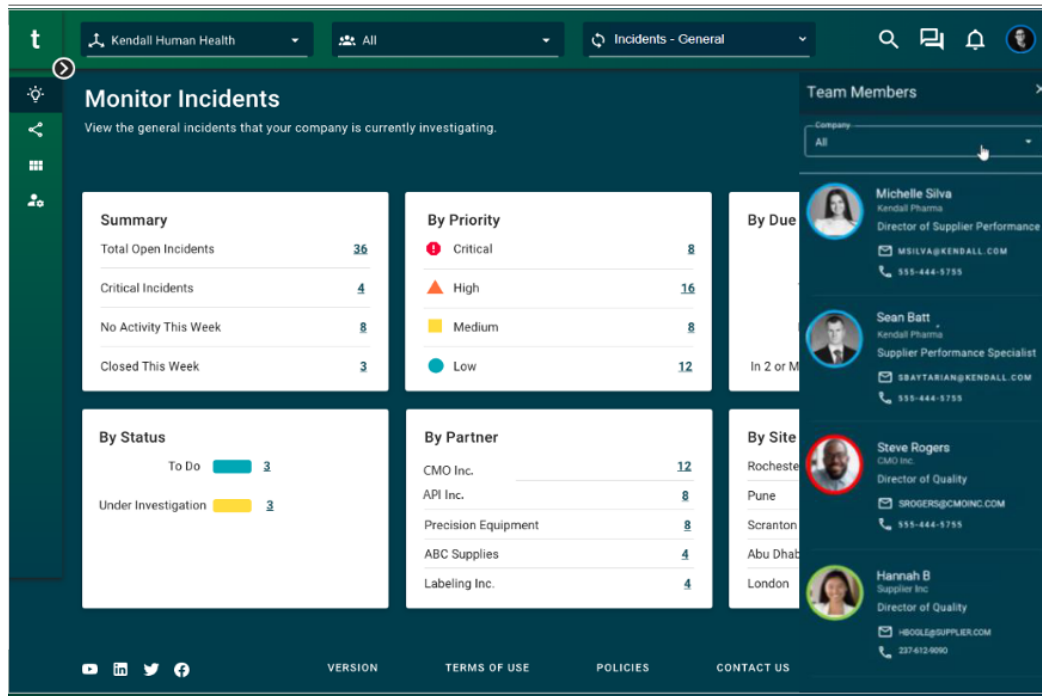 t
Kendall Human Health
All
Incidents - General
Monitor Incidents
View the general incidents that your company is currently investigating.
Summary
Total Open Incidents 36
Critical Incidents 4
No Activity This Week 8
Closed This Week 3
By Priority
Critical 8
High 16
Medium 8
Low 12
By Due
In 2 or M
By Status
To Do 3
Under Investigation 3
By Partner
CMO Inc. 12
API Inc. 8
Precision Equipment 8
ABC Supplies 4
Labeling Inc. 4
By Site
Rocheste
Pune
Scranton
Abu Dhab
London
Team Members
Company
All
Michelle Silva
Kendall Pharma
Director of Supplier Performance
MSILVA@KENDALL.COM
555-444-5755
Sean Batt
Kendall Pharma
Supplier Performance Specialist
SBAYTARIAN@KENDALL.COM
555-444-5755
Steve Rogers
CMO Inc.
Director of Quality
SROGERS@CMOINC.COM
555-444-5755
Hannah B
Supplier Inc
Director of Quality
HBOGLE@SUPPLIER.COM
237-612-9090
VERSION
TERMS OF USE
POLICIES
CONTACT US